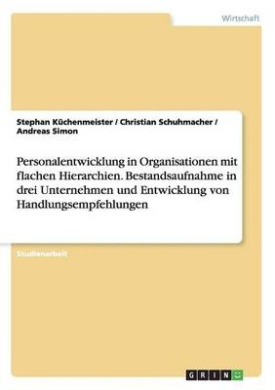 Wirtschaft
Stephan Küchenmeister / Christian Schuhmacher /
Andreas Simon
Personalentwicklung in Organisationen mit
flachen Hierarchien. Bestandsaufnahme in
drei Unternehmen und Entwicklung von
Handlungsempfehlungen
Studienarbeit
GRIN